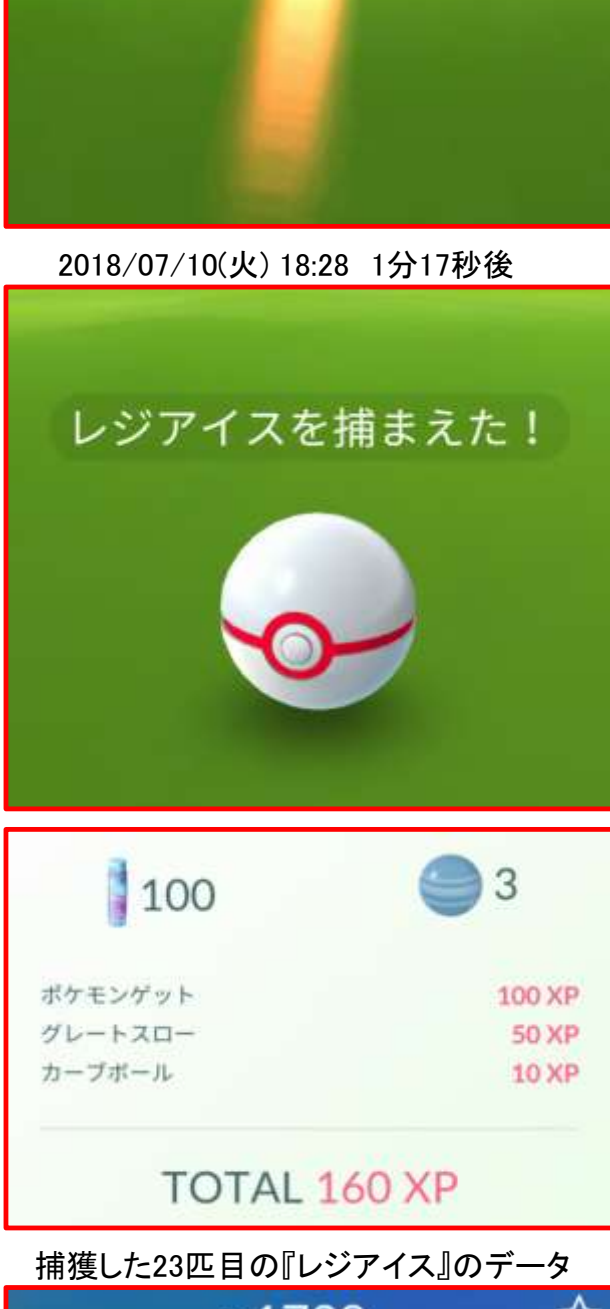 2018/07/10(火) 18:28 1分17秒後
レジアイスを捕まえた！
100 3
ポケモンゲット 100 XP
グレートスロー 50 XP
カーブボール 10 XP
TOTAL 160 XP
捕獲した23匹目の『レジアイス』のデータ